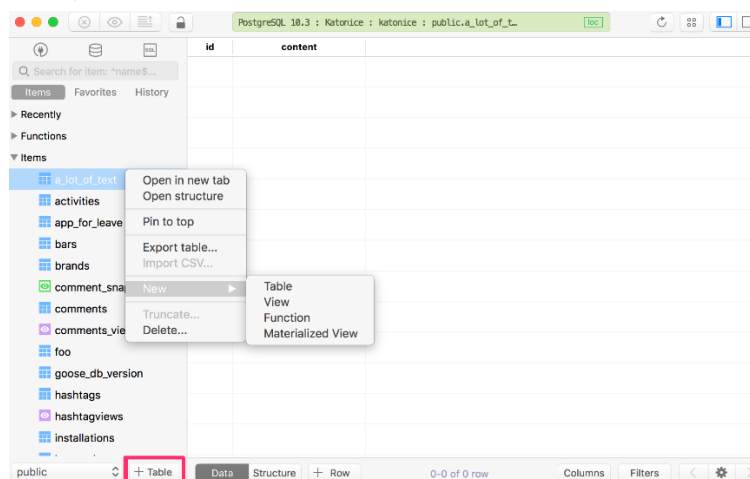 PostgreSQL 10.3 : Katonice : katonice : public.a_lot_of_t… loc
SQL
Search for item: ^name$...
Items Favorites History
Recently
Functions
Items
a_lot_of_text
activities
app_for_leave
bars
brands
comment_sna
comments
comments_vie
foo
goose_db_version
hashtags
hashtagviews
installations
public
+ Table
id content
Open in new tab
Open structure
Pin to top
Export table...
Import CSV...
New
Truncate...
Delete...
Table
View
Function
Materialized View
Data Structure + Row 0-0 of 0 row Columns Filters